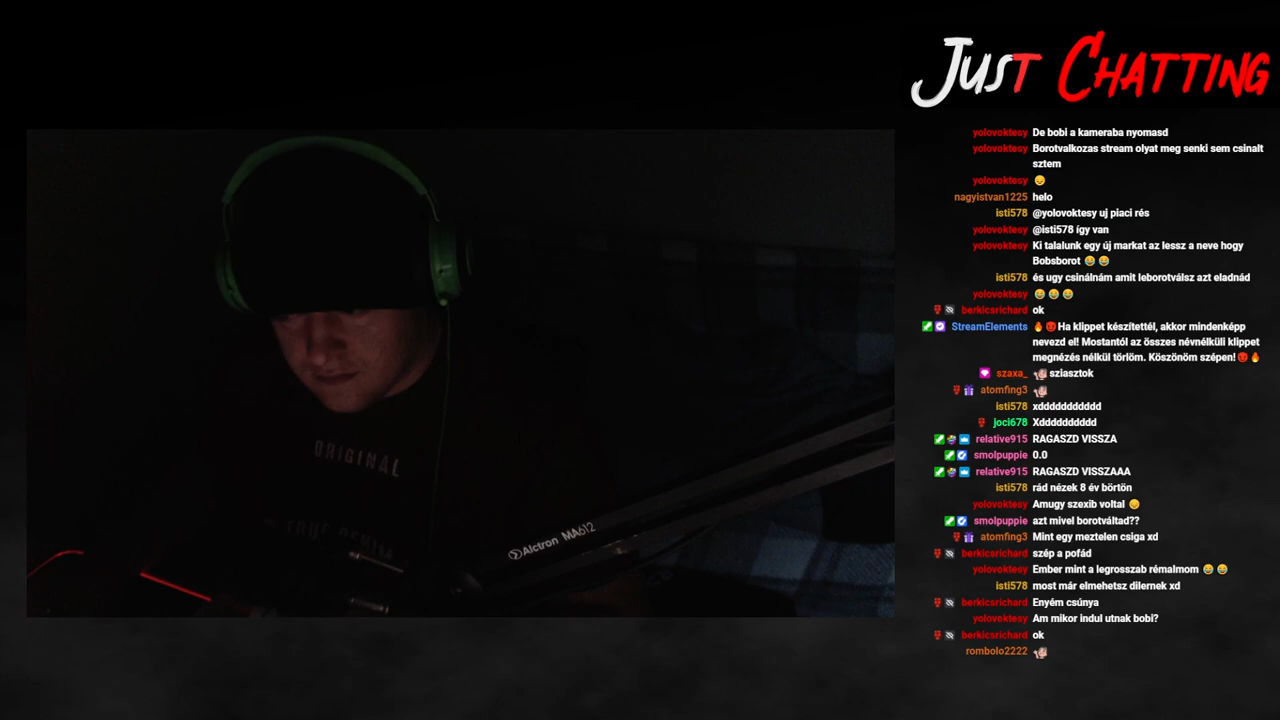 JUST CHATTING
yolovoktesy De bobi a kameraba nyomasd
yolovoktesy Borotvalkozas stream olyat meg senki sem csinalt
sztem
yolovoktesy
nagyistvan1225 helo
isti578 @yolovoktesy uj piaci rés
yolovoktesy @isti578 így van
yolovoktesy Ki talalunk egy új markat az lessz a neve hogy
Bobsborot
isti578 és ugy csinálnám amit leborotválsz azt eladnád
yolovoktesy
berkicsrichard ok
StreamElements Ha klippet készítettél, akkor mindenképp
nevezd el! Mostantól az összes névnélküli klippet
megnézés nélkül törlöm. Köszönöm szépen!
szaxa_ sziasztok
atomfing3
isti578 xddddddddddd
joci678 Xdddddddddd
relative915 RAGASZD VISSZA
smolpuppie 0.0
relative915 RAGASZD VISSZAAA
isti578 rád nézek 8 év börtön
yolovoktesy Amugy szexib voltal
smolpuppie azt mivel borotváltad??
atomfing3 Mint egy meztelen csiga xd
berkicsrichard szép a pofád
yolovoktesy Ember mint a legrosszab rémalmom
isti578 most már elmehetsz dilernek xd
berkicsrichard Enyém csúnya
yolovoktesy Am mikor indul utnak bobi?
berkicsrichard ok
rombolo2222
ORIGINAL
Alctron MA612